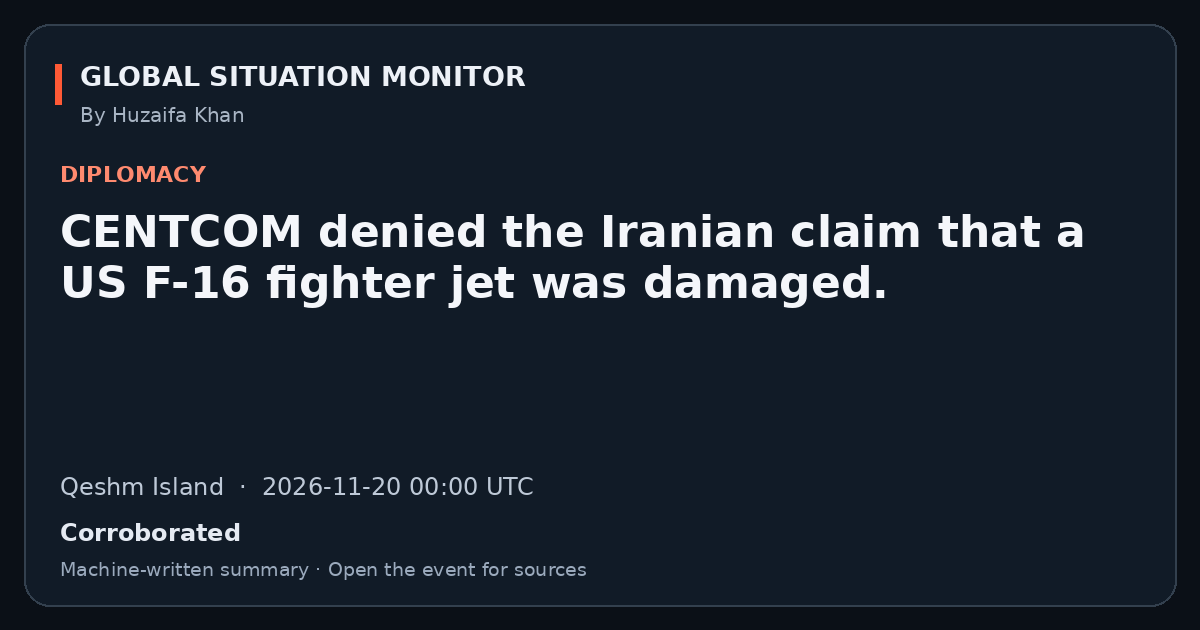 GLOBAL SITUATION MONITOR
By Huzaifa Khan
DIPLOMACY
CENTCOM denied the Iranian claim that a
US F-16 fighter jet was damaged.
Qeshm Island · 2026-11-20 00:00 UTC
Corroborated
Machine-written summary · Open the event for sources